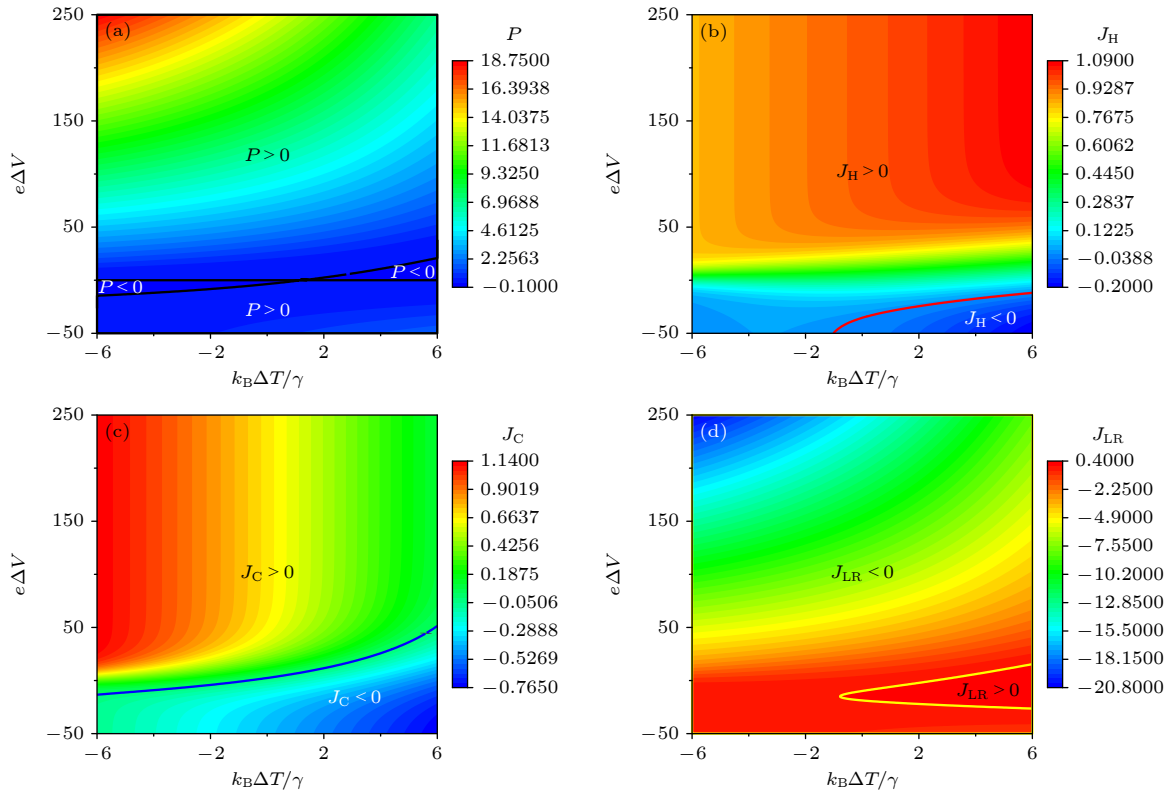 (a)
P
250
150
50
−50
eΔV
P > 0
P < 0
P < 0
P > 0
−6
−2
2
6
k_BΔT/γ
18.7500
16.3938
14.0375
11.6813
9.3250
6.9688
4.6125
2.2563
−0.1000
(b)
J_H
250
150
50
−50
eΔV
J_H > 0
J_H < 0
−6
−2
2
6
k_BΔT/γ
1.0900
0.9287
0.7675
0.6062
0.4450
0.2837
0.1225
−0.0388
−0.2000
(c)
J_C
250
150
50
−50
eΔV
J_C > 0
J_C < 0
−6
−2
2
6
k_BΔT/γ
1.1400
0.9019
0.6637
0.4256
0.1875
−0.0506
−0.2888
−0.5269
−0.7650
(d)
J_LR
250
150
50
−50
eΔV
J_LR < 0
J_LR > 0
−6
−2
2
6
k_BΔT/γ
0.4000
−2.2500
−4.9000
−7.5500
−10.2000
−12.8500
−15.5000
−18.1500
−20.8000